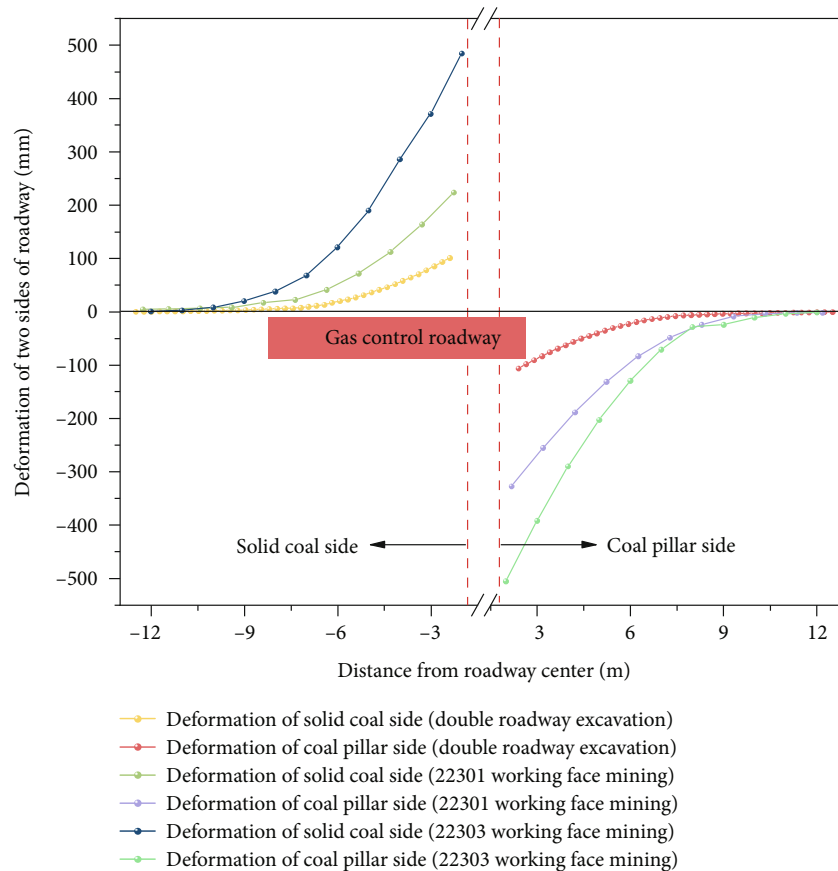 Deformation of two sides of roadway (mm)
500
400
300
200
100
0
–100
–200
–300
–400
–500
Gas control roadway
Solid coal side
Coal pillar side
–12
–9
–6
–3
3
6
9
12
Distance from roadway center (m)
Deformation of solid coal side (double roadway excavation)
Deformation of coal pillar side (double roadway excavation)
Deformation of solid coal side (22301 working face mining)
Deformation of coal pillar side (22301 working face mining)
Deformation of solid coal side (22303 working face mining)
Deformation of coal pillar side (22303 working face mining)